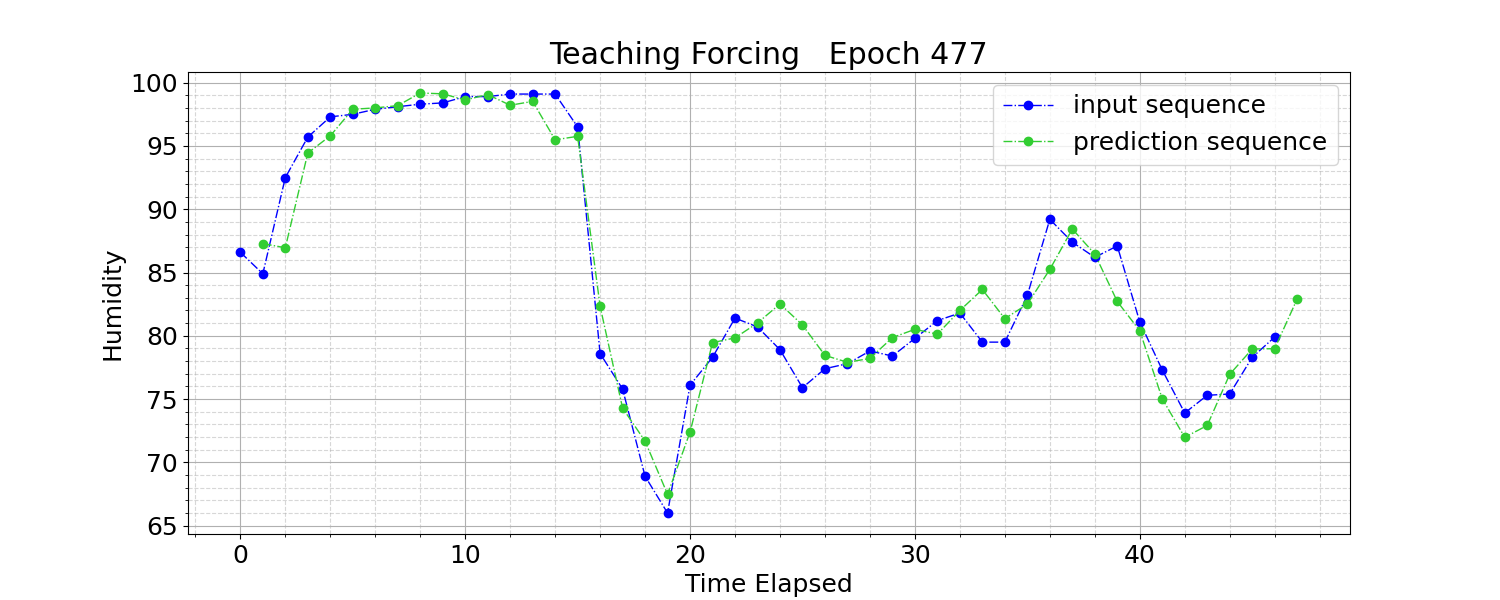 Teaching Forcing   Epoch 477
100
95
90
85
80
75
70
65
Humidity
input sequence
prediction sequence
0 10 20 30 40
Time Elapsed